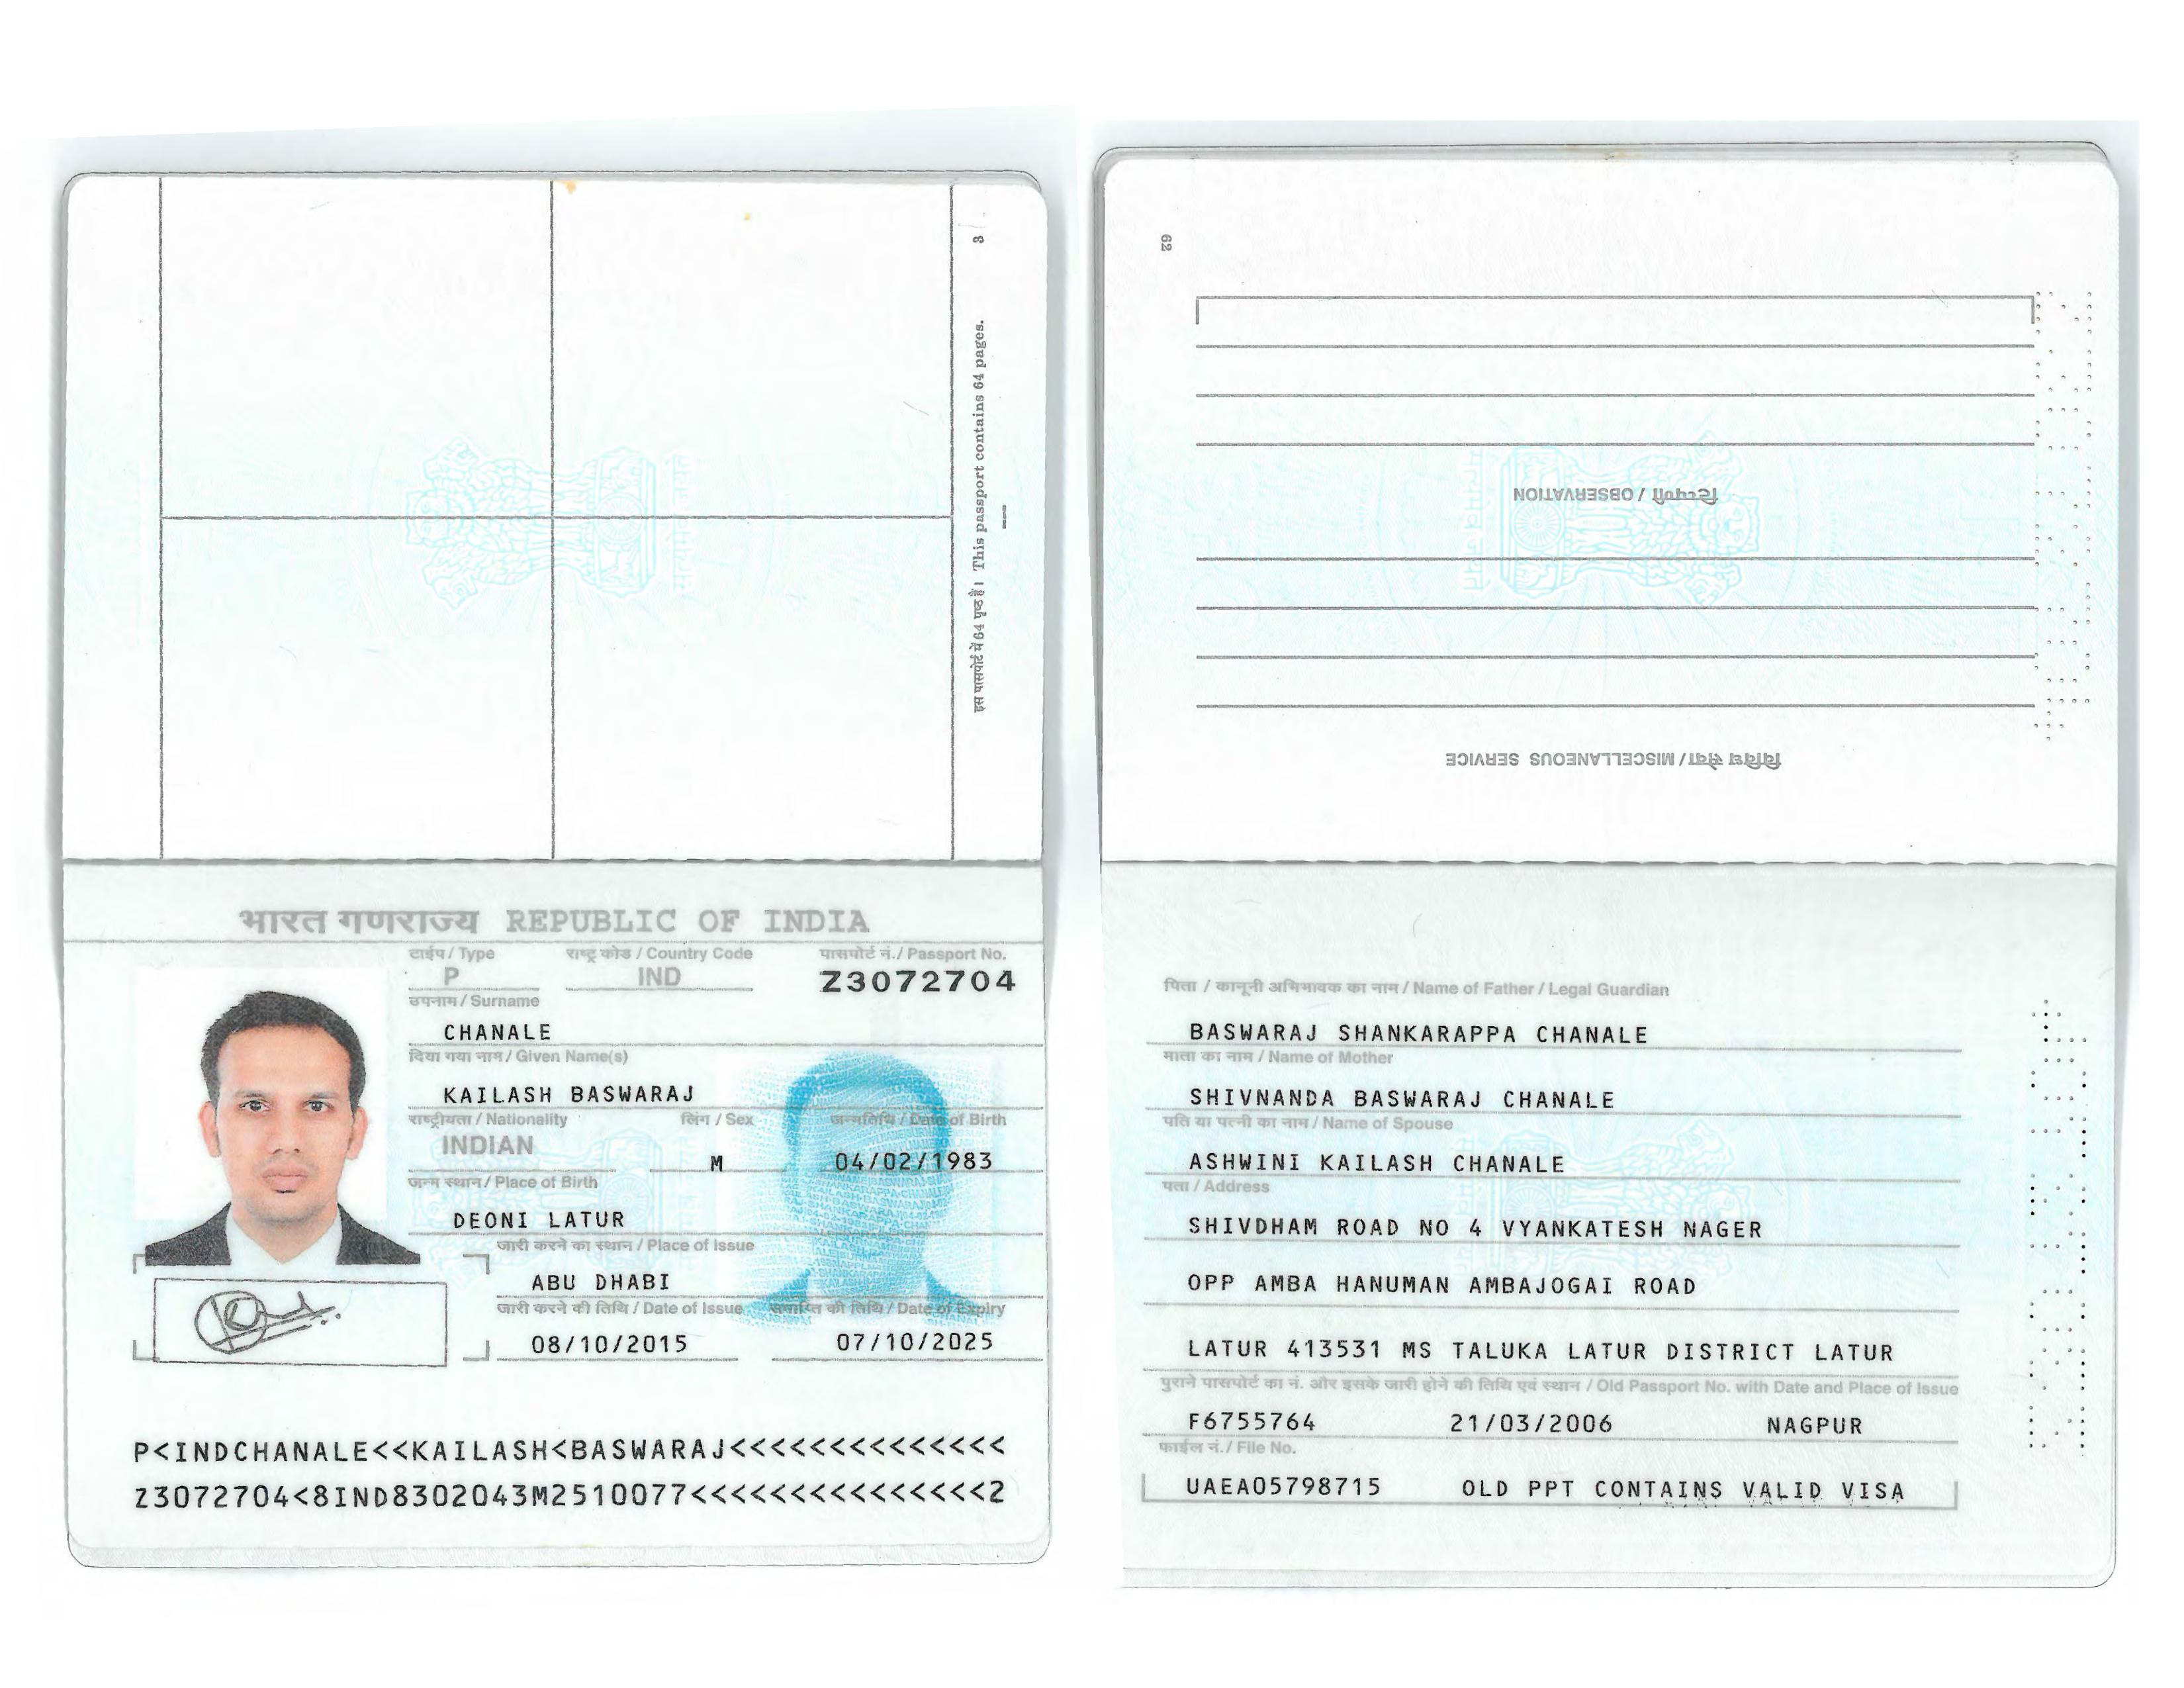 3
इस पासपोर्ट में 64 पृष्ठ हैं। This passport contains 64 pages.
भारत गणराज्य REPUBLIC OF INDIA
टाईप / Type राष्ट्र कोड / Country Code पासपोर्ट नं. / Passport No.
P IND Z3072704
उपनाम / Surname
CHANALE
दिया गया नाम / Given Name(s)
KAILASH BASWARAJ
राष्ट्रीयता / Nationality लिंग / Sex जन्मतिथि / Date of Birth
INDIAN M 04/02/1983
जन्म स्थान / Place of Birth
DEONI LATUR
जारी करने का स्थान / Place of Issue
ABU DHABI
जारी करने की तिथि / Date of Issue समाप्ति की तिथि / Date of Expiry
08/10/2015 07/10/2025
P<INDCHANALE<<KAILASH<BASWARAJ<<<<<<<<<<<<<<
Z3072704<8IND8302043M2510077<<<<<<<<<<<<<<<2
62
टिप्पणी / OBSERVATION
विविध सेवा / MISCELLANEOUS SERVICE
पिता / कानूनी अभिभावक का नाम / Name of Father / Legal Guardian
BASWARAJ SHANKARAPPA CHANALE
माता का नाम / Name of Mother
SHIVNANDA BASWARAJ CHANALE
पति या पत्नी का नाम / Name of Spouse
ASHWINI KAILASH CHANALE
पता / Address
SHIVDHAM ROAD NO 4 VYANKATESH NAGER
OPP AMBA HANUMAN AMBAJOGAI ROAD
LATUR 413531 MS TALUKA LATUR DISTRICT LATUR
पुराने पासपोर्ट का नं. और इसके जारी होने की तिथि एवं स्थान / Old Passport No. with Date and Place of Issue
F6755764 21/03/2006 NAGPUR
फाईल नं. / File No.
UAEA05798715 OLD PPT CONTAINS VALID VISA